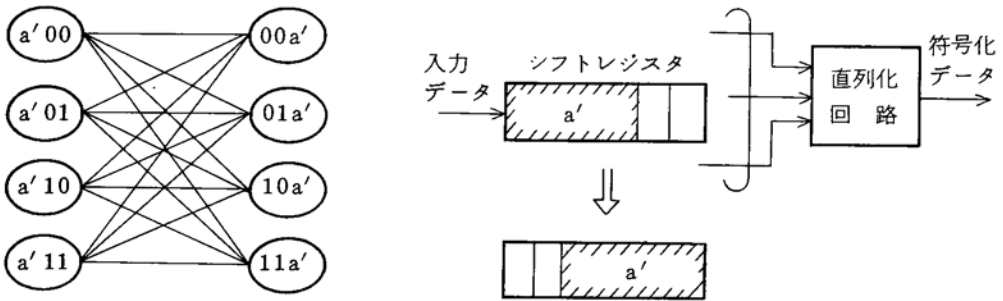 a′00
00a′
a′01
01a′
a′10
10a′
a′11
11a′
入力
データ
シフトレジスタ
a′
直列化
回 路
符号化
データ
a′